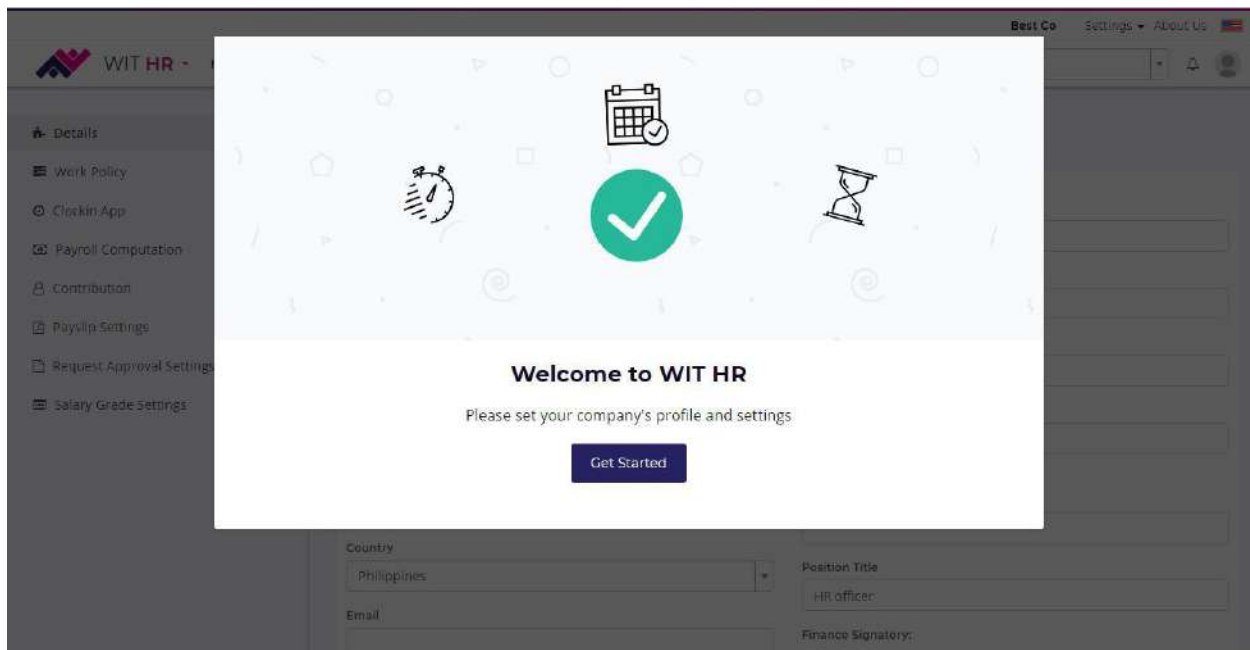 Best Co Settings About Us
WIT HR
Details
Work Policy
Clockin App
Payroll Computation
Contribution
Payslip Settings
Request Approval Settings
Salary Grade Settings
Welcome to WIT HR
Please set your company's profile and settings
Get Started
Country
Philippines
Email
Position Title
HR officer
Finance Signatory: